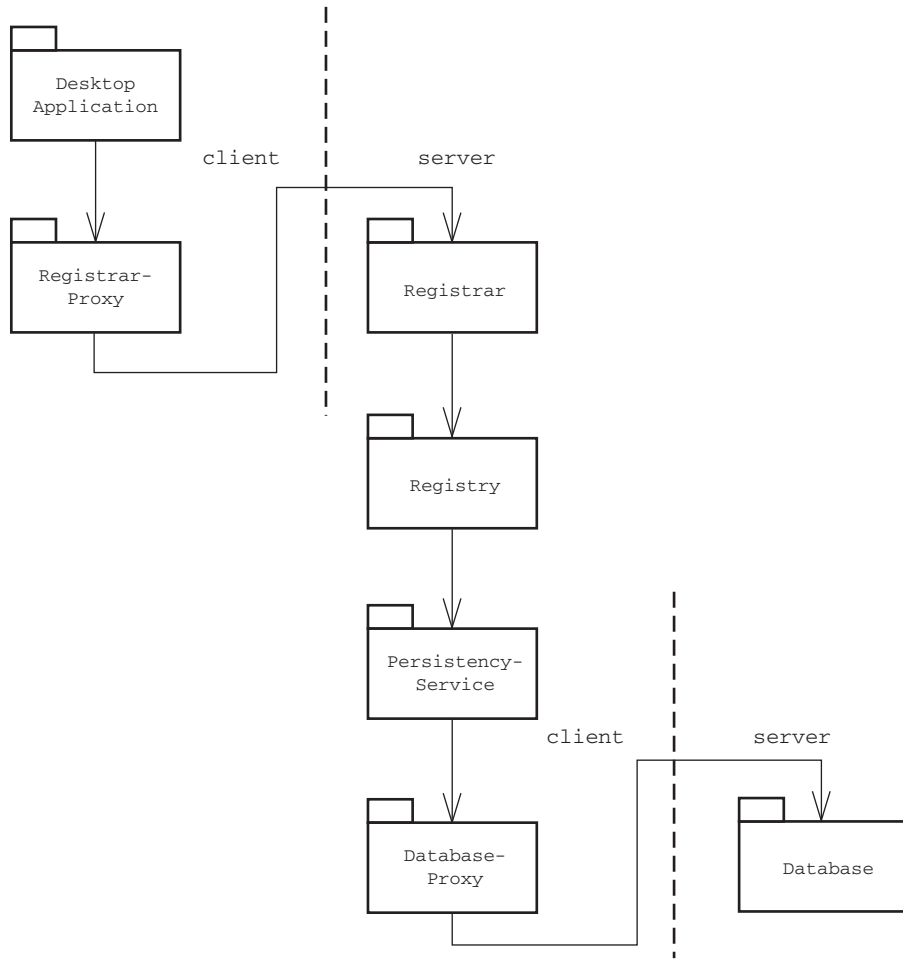 Desktop
Application
client
server
Registrar-
Proxy
Registrar
Registry
Persistency-
Service
client
server
Database-
Proxy
Database